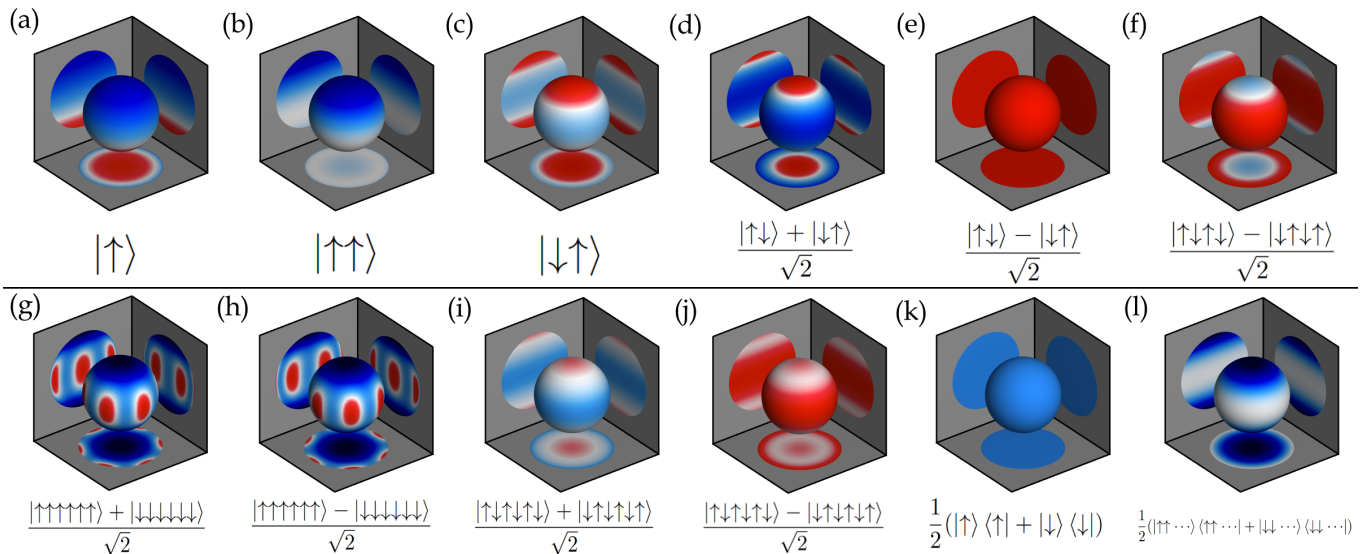 (a) (b) (c) (d) (e) (f)
|↑⟩
|↑↑⟩
|↓↑⟩
|↑↓⟩ + |↓↑⟩
√2
|↑↓⟩ − |↓↑⟩
√2
|↑↓↑↓⟩ − |↓↑↓↑⟩
√2
(g) (h) (i) (j) (k) (l)
|↑↑↑↑↑↑⟩ + |↓↓↓↓↓↓⟩
√2
|↑↑↑↑↑↑⟩ − |↓↓↓↓↓↓⟩
√2
|↑↓↑↓↑↓⟩ + |↓↑↓↑↓↑⟩
√2
|↑↓↑↓↑↓⟩ − |↓↑↓↑↓↑⟩
√2
1/2(|↑⟩ ⟨↑| + |↓⟩ ⟨↓|)
1/2(|↑↑ ⋯⟩ ⟨↑↑ ⋯| + |↓↓ ⋯⟩ ⟨↓↓ ⋯|)